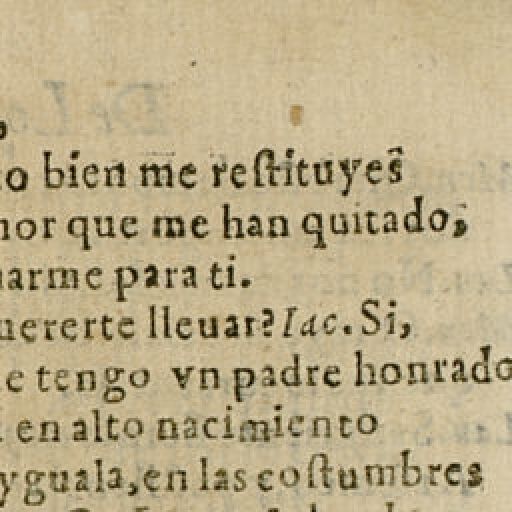 ,
o bien me reſtituyes
nor que me han quitado,
narme para ti.
uererte lleuar? Iac. Si,
e tengo vn padre honrado
en alto nacimiento
yguala, en las coſtumbres